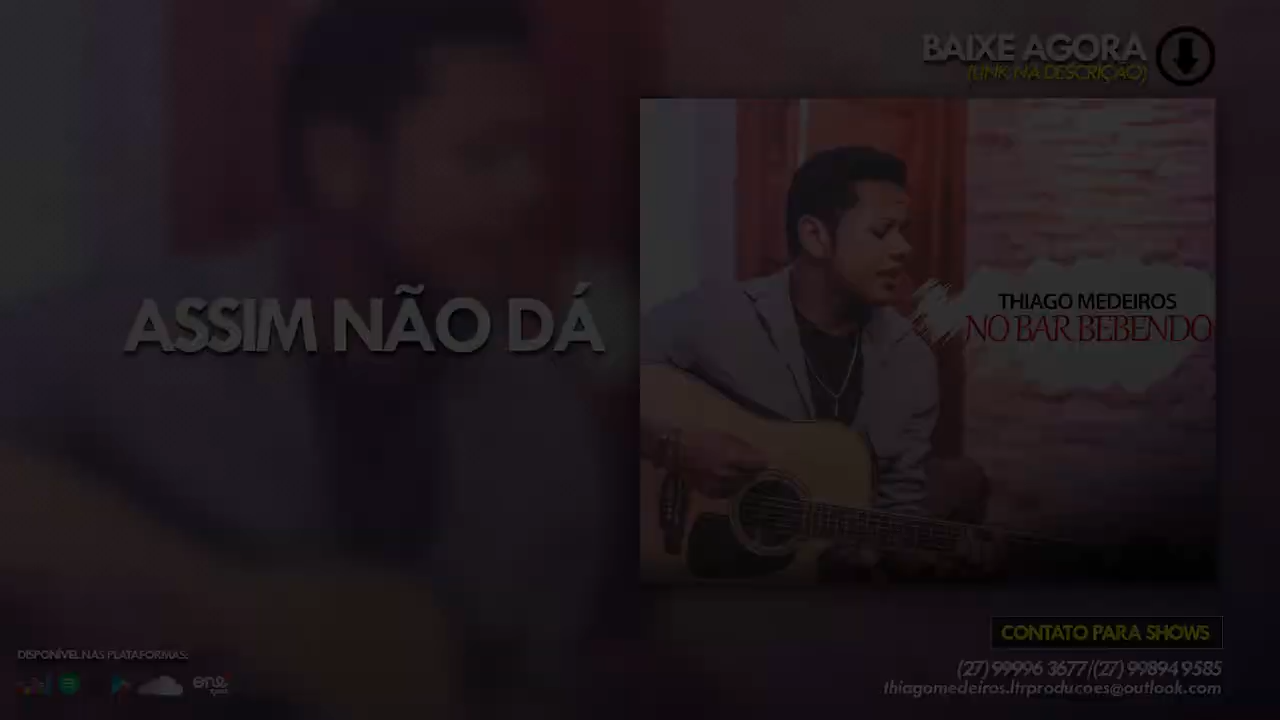 BAIXE AGORA
(LINK NA DESCRIÇÃO)
THIAGO MEDEIROS
NO BAR BEBENDO
ASSIM NÃO DÁ
CONTATO PARA SHOWS
(27) 99996 3677 / (27) 99894 9585
thiagomedeiros.ltrproducoes@outlook.com
DISPONÍVEL NAS PLATAFORMAS: